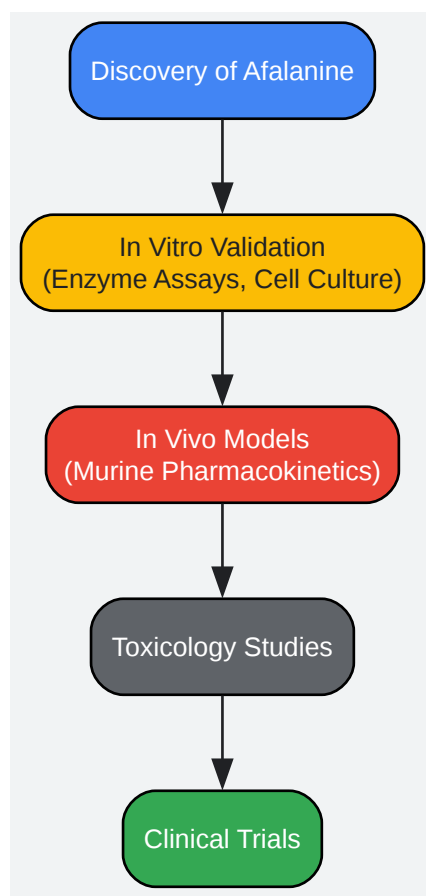 Discovery of Afalanine
In Vitro Validation
(Enzyme Assays, Cell Culture)
In Vivo Models
(Murine Pharmacokinetics)
Toxicology Studies
Clinical Trials